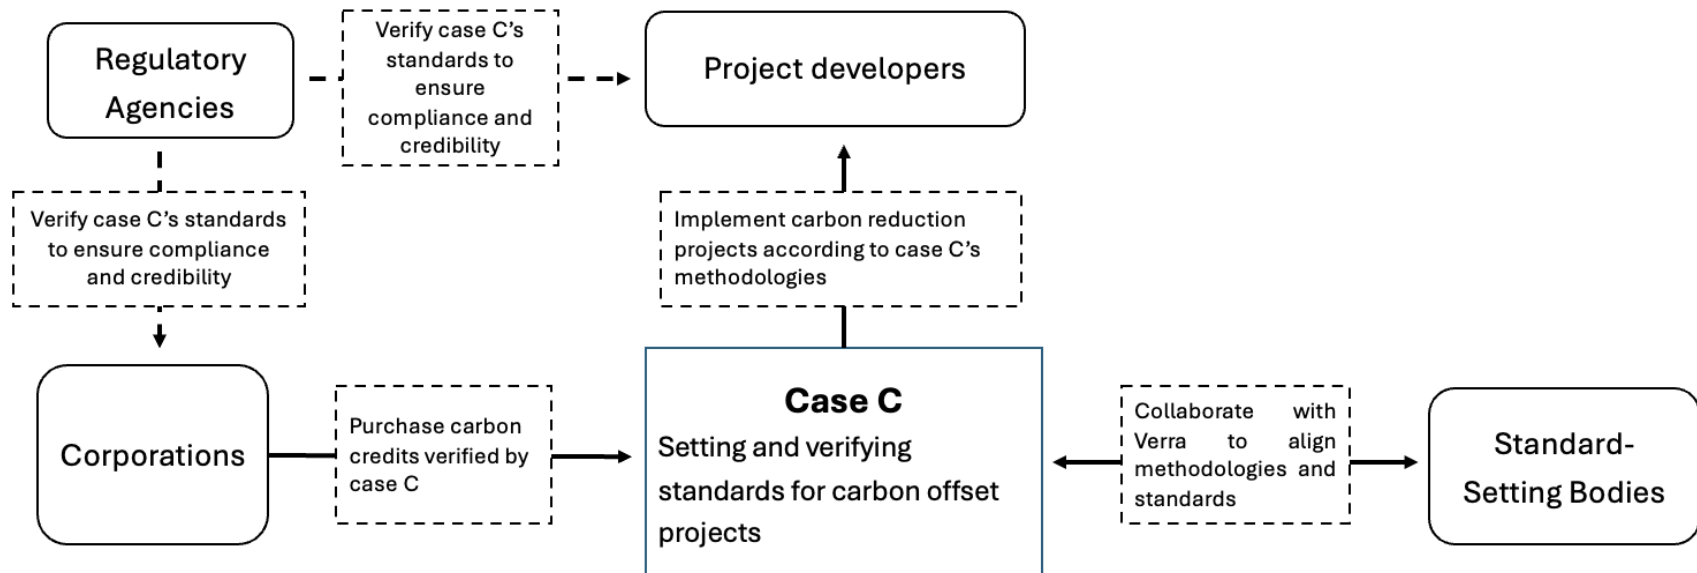 Regulatory
Agencies
Verify case C's
standards to
ensure
compliance and
credibility
Project developers
Verify case C's standards
to ensure compliance
and credibility
Implement carbon reduction
projects according to case C's
methodologies
Corporations
Purchase carbon
credits verified by
case C
Case C
Setting and verifying
standards for carbon offset
projects
Collaborate with
Verra to align
methodologies and
standards
Standard-
Setting Bodies